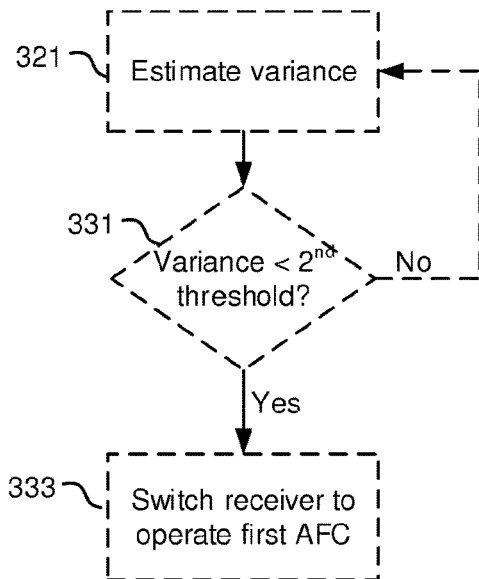 321
Estimate variance
331
Variance < 2nd
threshold?
No
Yes
333
Switch receiver to
operate first AFC